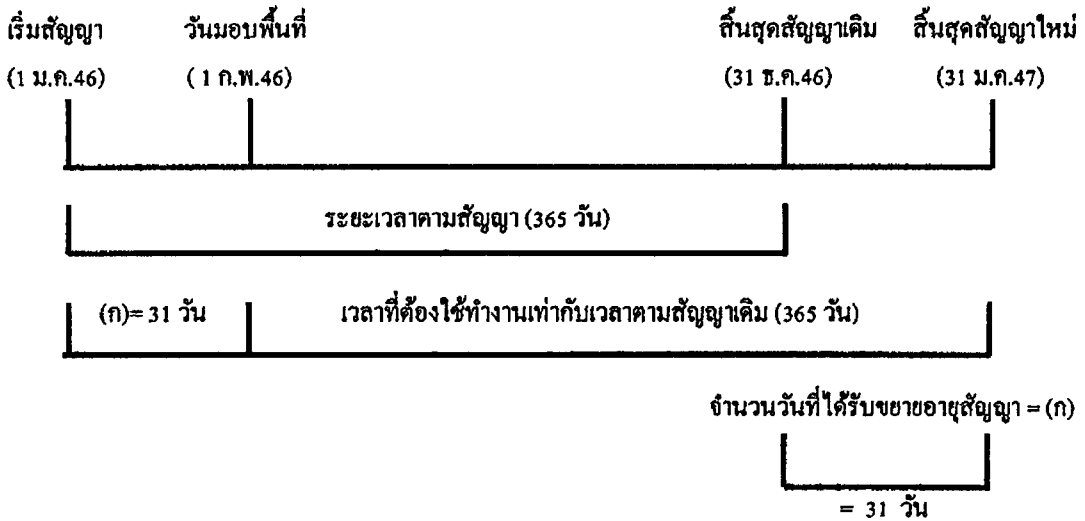 เริ่มสัญญา วันมอบพื้นที่ สิ้นสุดสัญญาเดิม สิ้นสุดสัญญาใหม่
(1 ม.ค.46) ( 1 ก.พ.46) (31 ธ.ค.46) (31 ม.ค.47)
ระยะเวลาตามสัญญา (365 วัน)
(ก)= 31 วัน เวลาที่ต้องใช้ทำงานเท่ากับเวลาตามสัญญาเดิม (365 วัน)
จำนวนวันที่ได้รับขยายอายุสัญญา = (ก)
= 31 วัน